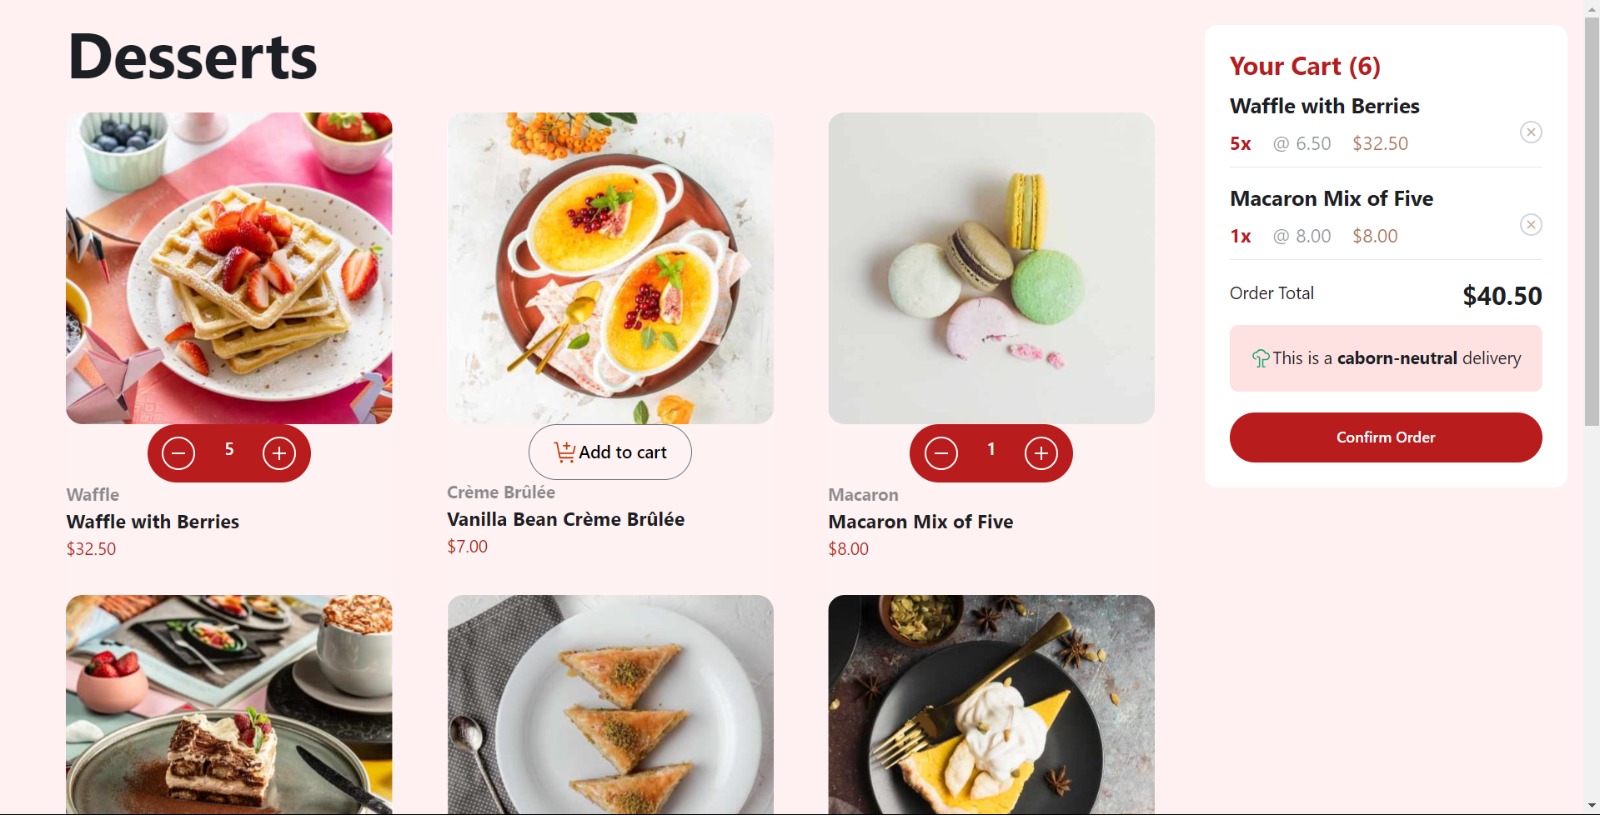 Desserts
5
Waffle
Waffle with Berries
$32.50
Add to cart
Crème Brûlée
Vanilla Bean Crème Brûlée
$7.00
1
Macaron
Macaron Mix of Five
$8.00
Your Cart (6)
Waffle with Berries
5x @ 6.50 $32.50
Macaron Mix of Five
1x @ 8.00 $8.00
Order Total $40.50
This is a caborn-neutral delivery
Confirm Order